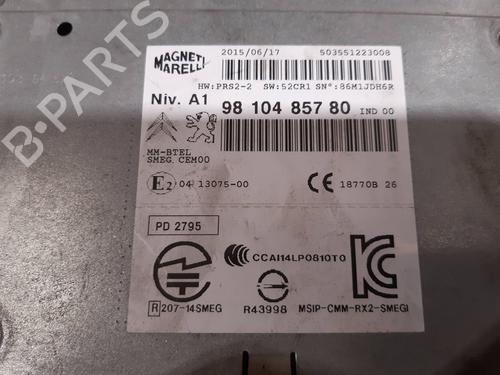 MAGNETI
MARELLI
2015/06/17
503551223008
HW:PRS2-2 SW:52CR1 SN°:86M1JDH6R
Niv. A1 98 104 857 80 IND 00
MM-BTEL
SMEG. CEM00
E2 04 13075-00
CE 18770B 26
PD 2795
CCAI14LP0810T0
R 207-14SMEG
R43998
MSIP-CMM-RX2-SMEGI
B-PARTS